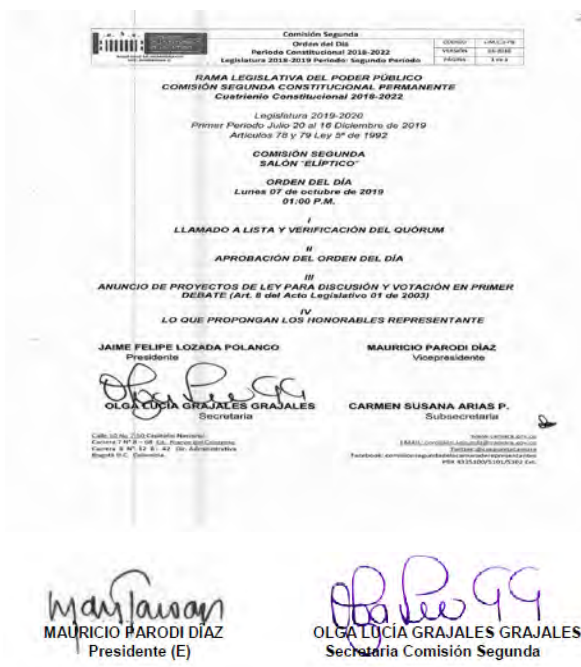 Comisión Segunda
Orden del Día
Periodo Constitucional 2018-2022
Legislatura 2018-2019 Periodo: Segundo Periodo
CÓDIGO
VERSIÓN
PÁGINA
RAMA LEGISLATIVA DEL PODER PÚBLICO
COMISIÓN SEGUNDA CONSTITUCIONAL PERMANENTE
Cuatrienio Constitucional 2018-2022
Legislatura 2019-2020
Primer Periodo Julio 20 al 16 Diciembre de 2019
Artículos 78 y 79 Ley 5ª de 1992
COMISIÓN SEGUNDA
SALÓN "ELÍPTICO"
ORDEN DEL DÍA
Lunes 07 de octubre de 2019
01:00 P.M.
I
LLAMADO A LISTA Y VERIFICACIÓN DEL QUÓRUM
II
APROBACIÓN DEL ORDEN DEL DÍA
III
ANUNCIO DE PROYECTOS DE LEY PARA DISCUSIÓN Y VOTACIÓN EN PRIMER
DEBATE (Art. 8 del Acto Legislativo 01 de 2003)
IV
LO QUE PROPONGAN LOS HONORABLES REPRESENTANTE
JAIME FELIPE LOZADA POLANCO MAURICIO PARODI DÍAZ
Presidente Vicepresidente
OLGA LUCÍA GRAJALES GRAJALES CARMEN SUSANA ARIAS P.
Secretaria Subsecretaria
Bogotá D.C. Colombia
MAURICIO PARODI DÍAZ OLGA LUCÍA GRAJALES GRAJALES
Presidente (E) Secretaria Comisión Segunda